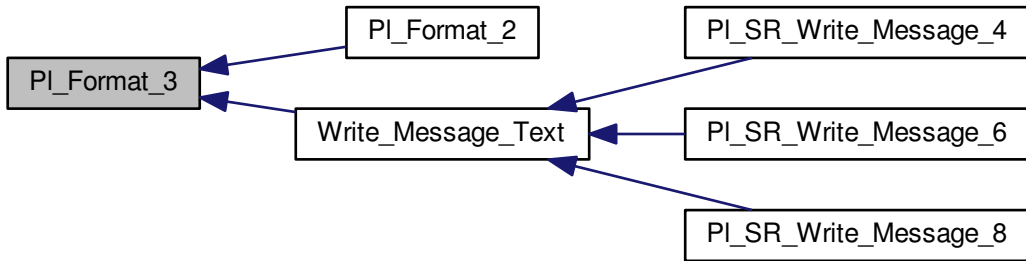 Pl_Format_3
Pl_Format_2
Write_Message_Text
Pl_SR_Write_Message_4
Pl_SR_Write_Message_6
Pl_SR_Write_Message_8